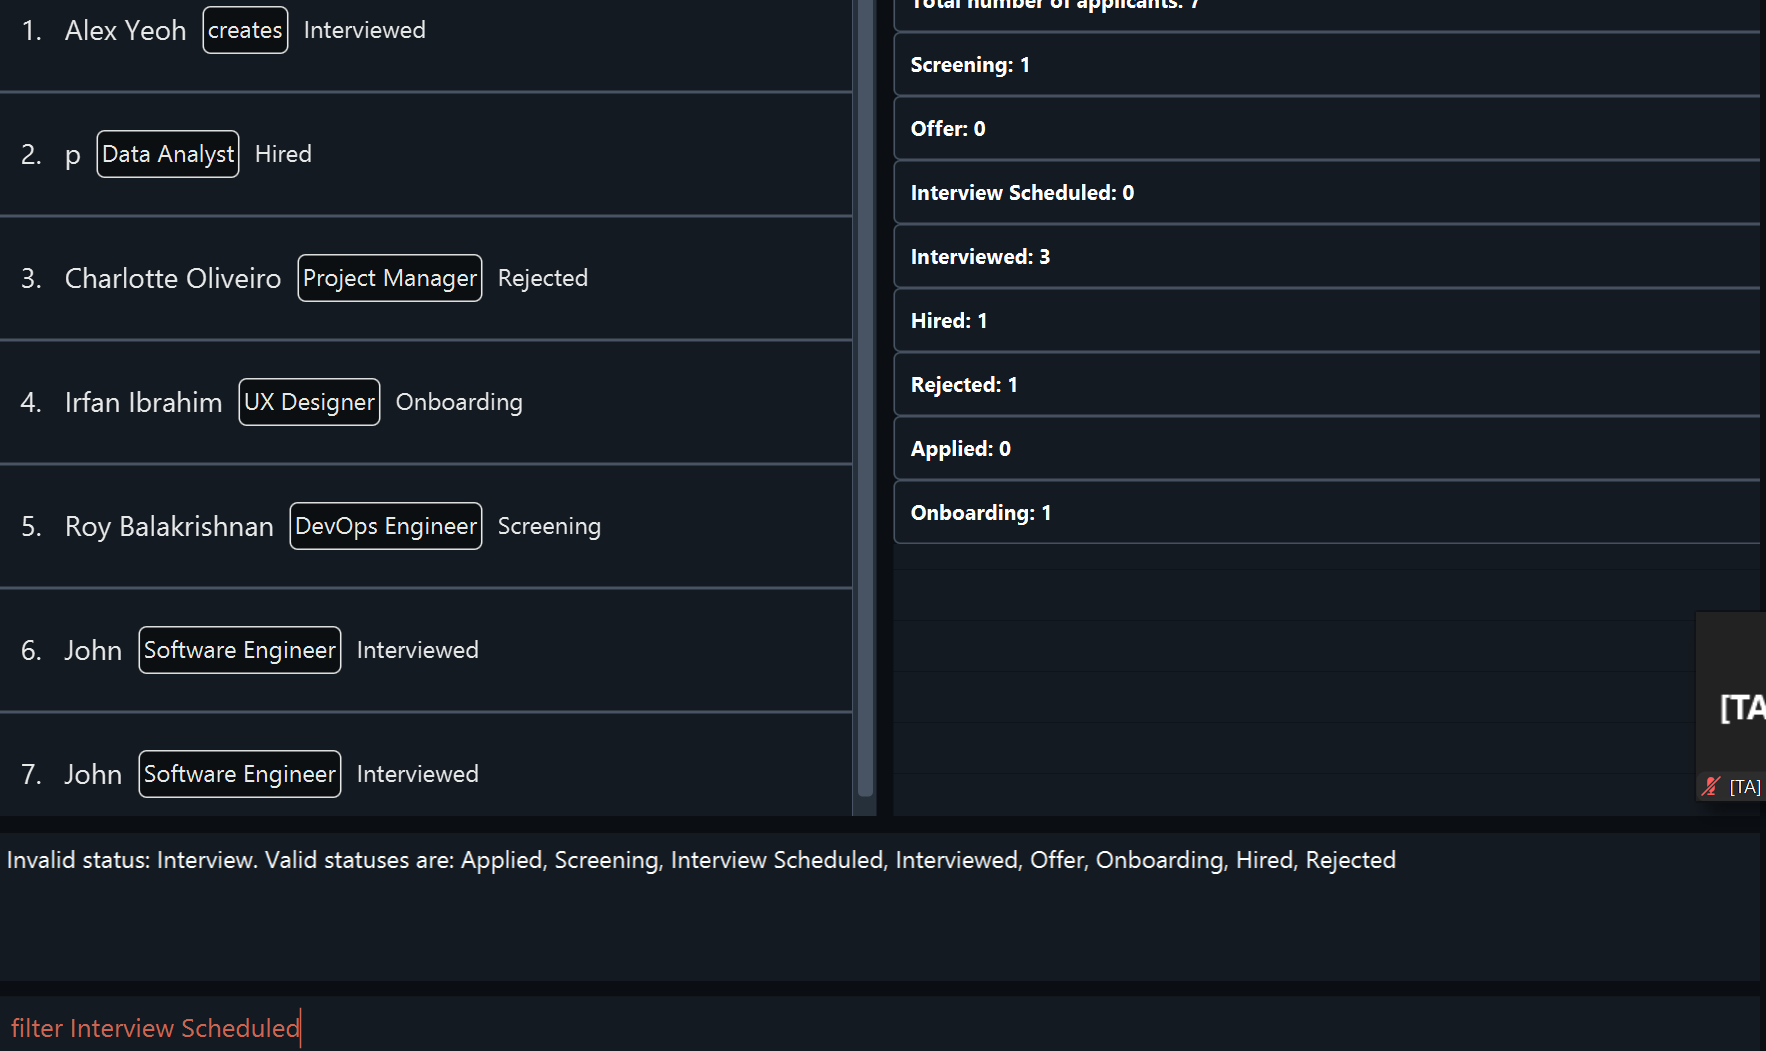 1. Alex Yeoh creates Interviewed
2. p Data Analyst Hired
3. Charlotte Oliveiro Project Manager Rejected
4. Irfan Ibrahim UX Designer Onboarding
5. Roy Balakrishnan DevOps Engineer Screening
6. John Software Engineer Interviewed
7. John Software Engineer Interviewed
Total number of applicants: 7
Screening: 1
Offer: 0
Interview Scheduled: 0
Interviewed: 3
Hired: 1
Rejected: 1
Applied: 0
Onboarding: 1
[TA
[TA]
Invalid status: Interview. Valid statuses are: Applied, Screening, Interview Scheduled, Interviewed, Offer, Onboarding, Hired, Rejected
filter Interview Scheduled